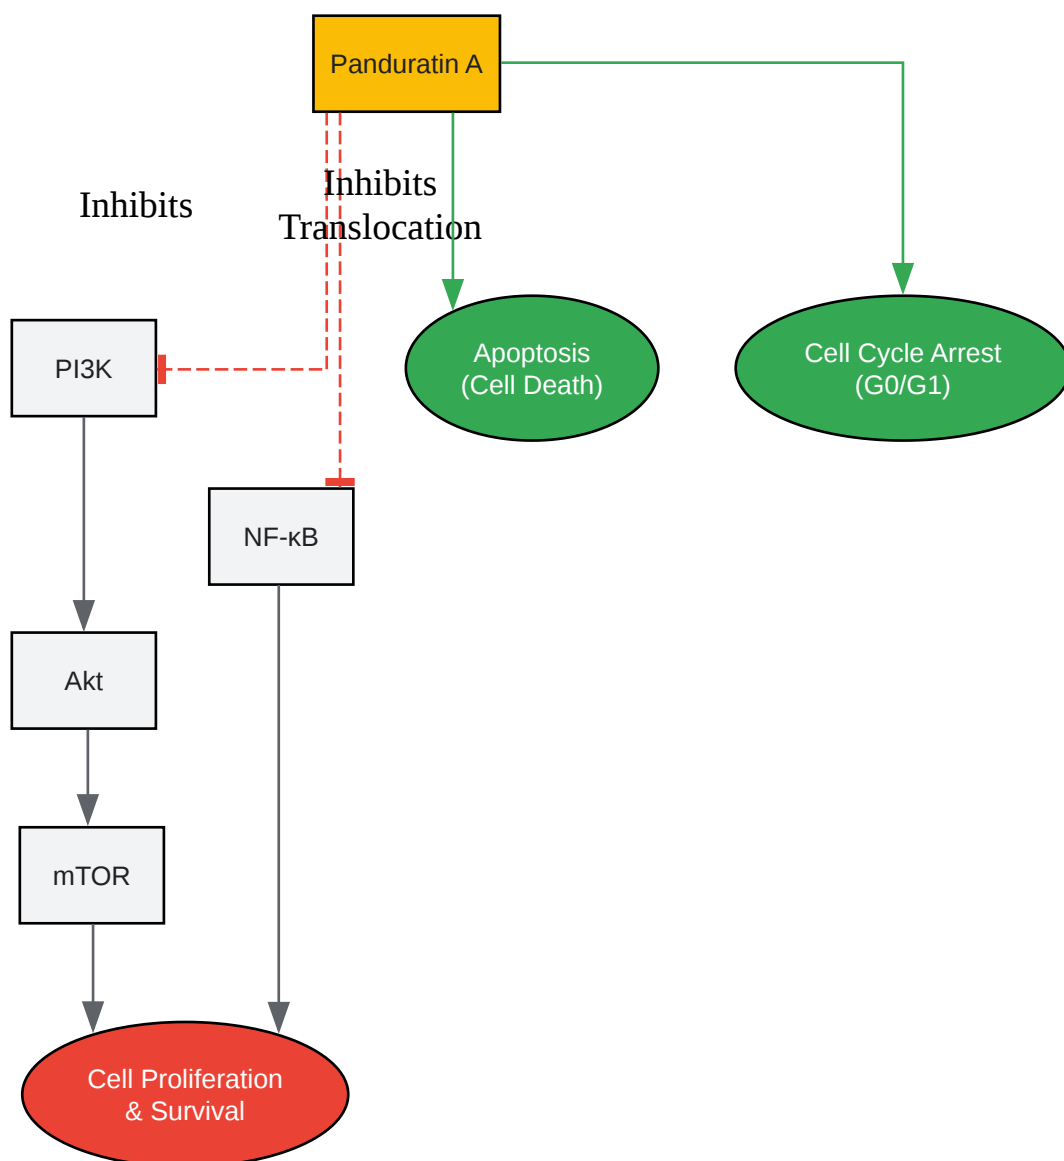 Panduratin A
Inhibits
Inhibits
Translocation
PI3K
Apoptosis
(Cell Death)
Cell Cycle Arrest
(G0/G1)
NF-κB
Akt
mTOR
Cell Proliferation
& Survival